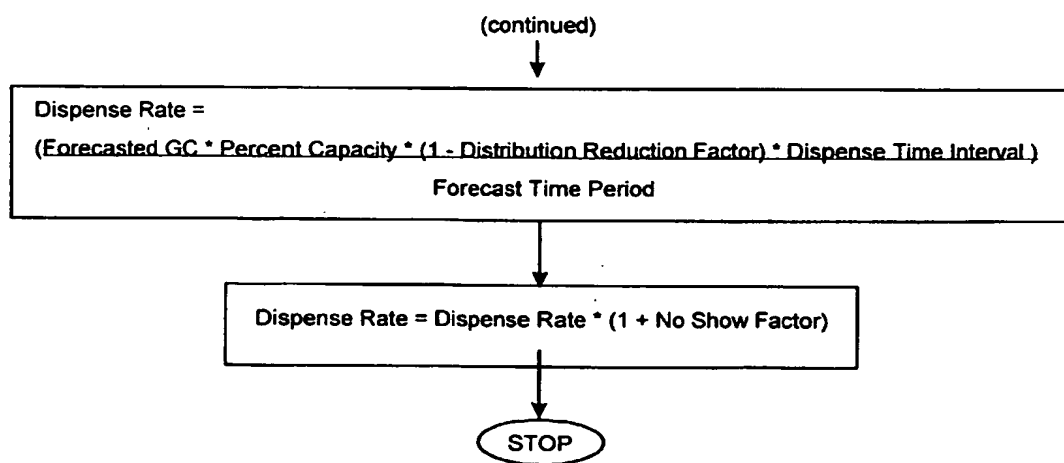 (continued)
Dispense Rate =
(Forecasted GC * Percent Capacity * (1 - Distribution Reduction Factor) * Dispense Time Interval )
Forecast Time Period
Dispense Rate = Dispense Rate * (1 + No Show Factor)
STOP